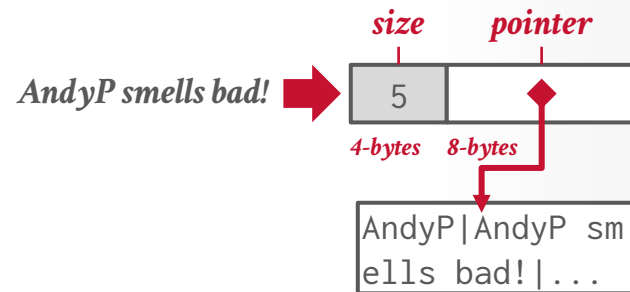 size pointer
AndyP smells bad! 5
4-bytes 8-bytes
AndyP|AndyP sm
ells bad!|...